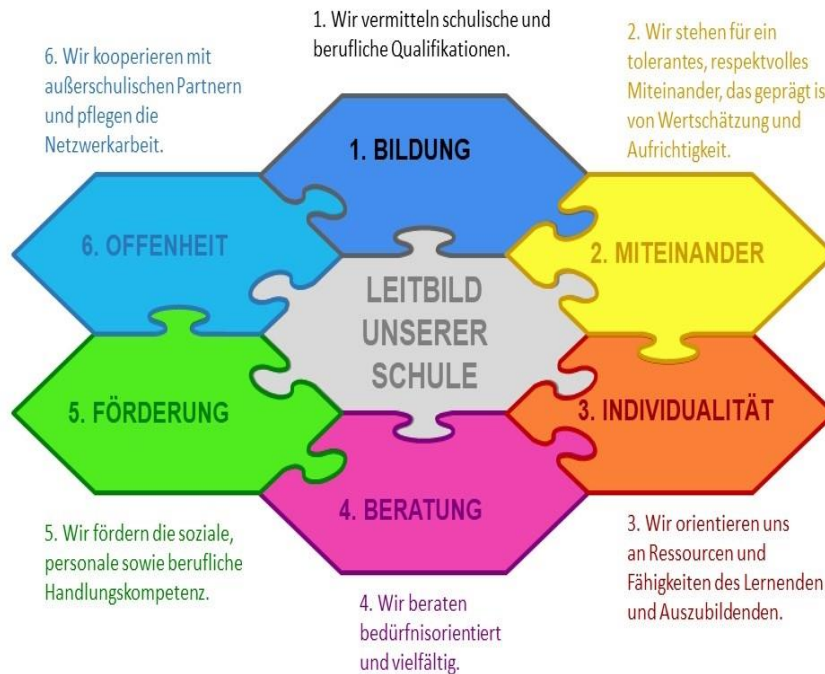 1. Wir vermitteln schulische und
berufliche Qualifikationen.
2. Wir stehen für ein
tolerantes, respektvolles
Miteinander, das geprägt is
von Wertschätzung und
Aufrichtigkeit.
6. Wir kooperieren mit
außerschulischen Partnern
und pflegen die
Netzwerkarbeit.
1. BILDUNG
6. OFFENHEIT
2. MITEINANDER
LEITBILD
UNSERER
SCHULE
5. FÖRDERUNG
3. INDIVIDUALITÄT
4. BERATUNG
5. Wir fördern die soziale,
personale sowie berufliche
Handlungskompetenz.
4. Wir beraten
bedürfnisorientiert
und vielfältig.
3. Wir orientieren uns
an Ressourcen und
Fähigkeiten des Lernenden
und Auszubildenden.